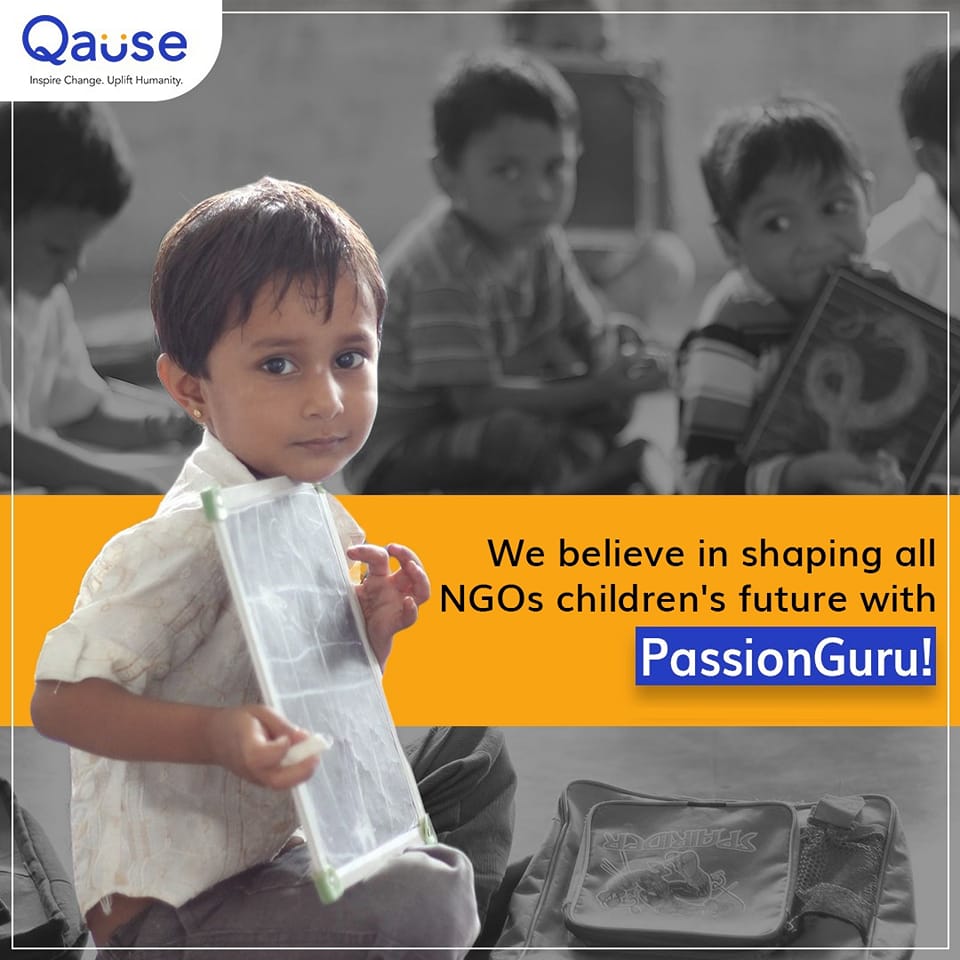 Qause
Inspire Change. Uplift Humanity.
We believe in shaping all
NGOs children's future with
PassionGuru!